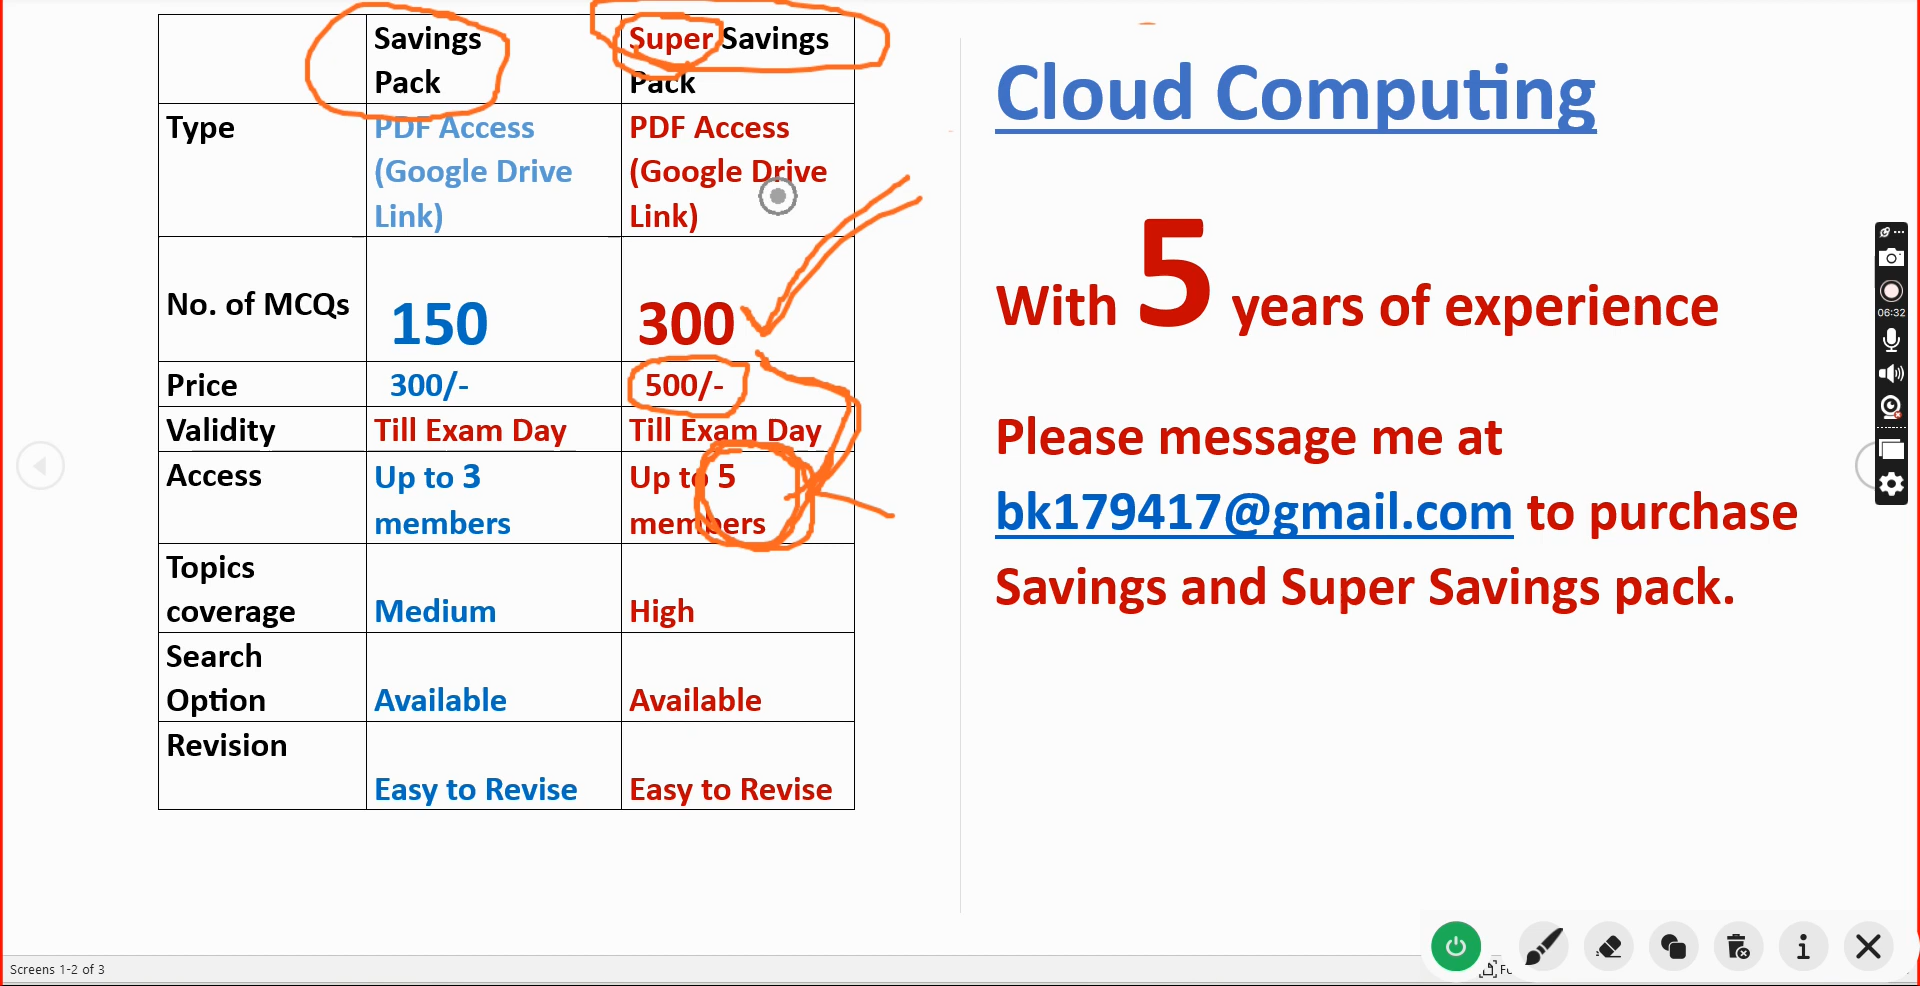 Savings
Pack
Super Savings
Pack
Type
PDF Access
(Google Drive
Link)
PDF Access
(Google Drive
Link)
No. of MCQs
150
300
Price
300/-
500/-
Validity
Till Exam Day
Till Exam Day
Access
Up to 3
members
Up to 5
members
Topics
coverage
Medium
High
Search
Option
Available
Available
Revision
Easy to Revise
Easy to Revise
Cloud Computing
With 5 years of experience
Please message me at
bk179417@gmail.com to purchase
Savings and Super Savings pack.
06:32
Screens 1-2 of 3